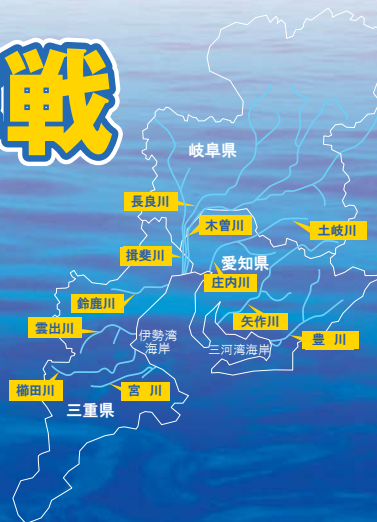 戦
岐阜県
長良川
木曽川
土岐川
揖斐川
愛知県
庄内川
鈴鹿川
矢作川
雲出川
伊勢湾
海岸
豊 川
三河湾海岸
櫛田川
宮 川
三重県